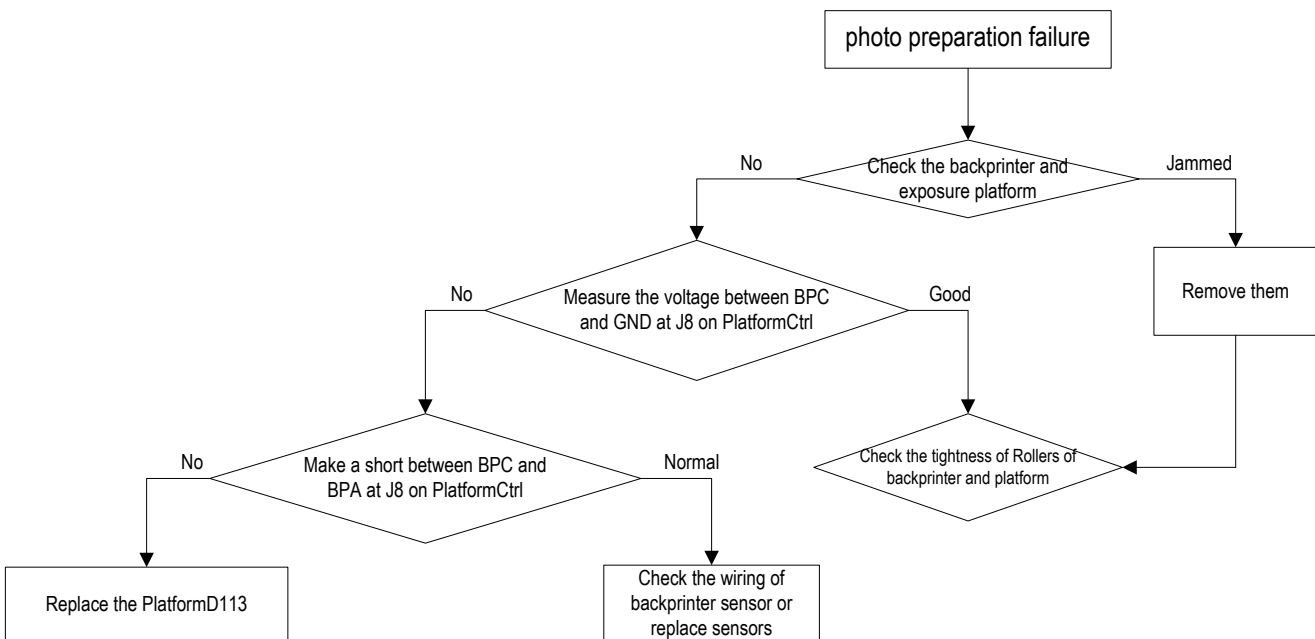 photo preparation failure
No
Check the backprinter and
exposure platform
Jammed
No
Measure the voltage between BPC
and GND at J8 on PlatformCtrl
Good
Remove them
No
Make a short between BPC and
BPA at J8 on PlatformCtrl
Normal
Check the tightness of Rollers of
backprinter and platform
Replace the PlatformD113
Check the wiring of
backprinter sensor or
replace sensors